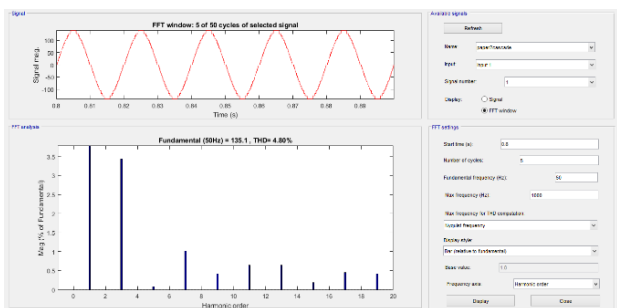 Signal
FFT window: 5 of 50 cycles of selected signal
Signal mag.
100
50
0
-50
-100
0.8
0.81
0.82
0.83
0.84
0.85
0.86
0.87
0.88
0.89
Time (s)
FFT analysis
Fundamental (50Hz) = 135.1 , THD= 4.80%
Mag (% of Fundamental)
3.5
3
2.5
2
1.5
1
0.5
0
0
2
4
6
8
10
12
14
16
18
20
Harmonic order
Available signals
Refresh
Name:
Input:
input 1
Signal number:
1
Display:
Signal
FFT window
FFT settings
Start time (s):
0.8
Number of cycles:
5
Fundamental frequency (Hz):
50
Max frequency (Hz):
1000
Max frequency for THD computation:
Nyquist frequency
Display style:
Bar (relative to fundamental)
Base value:
1.0
Frequency axis:
Harmonic order
Display
Close